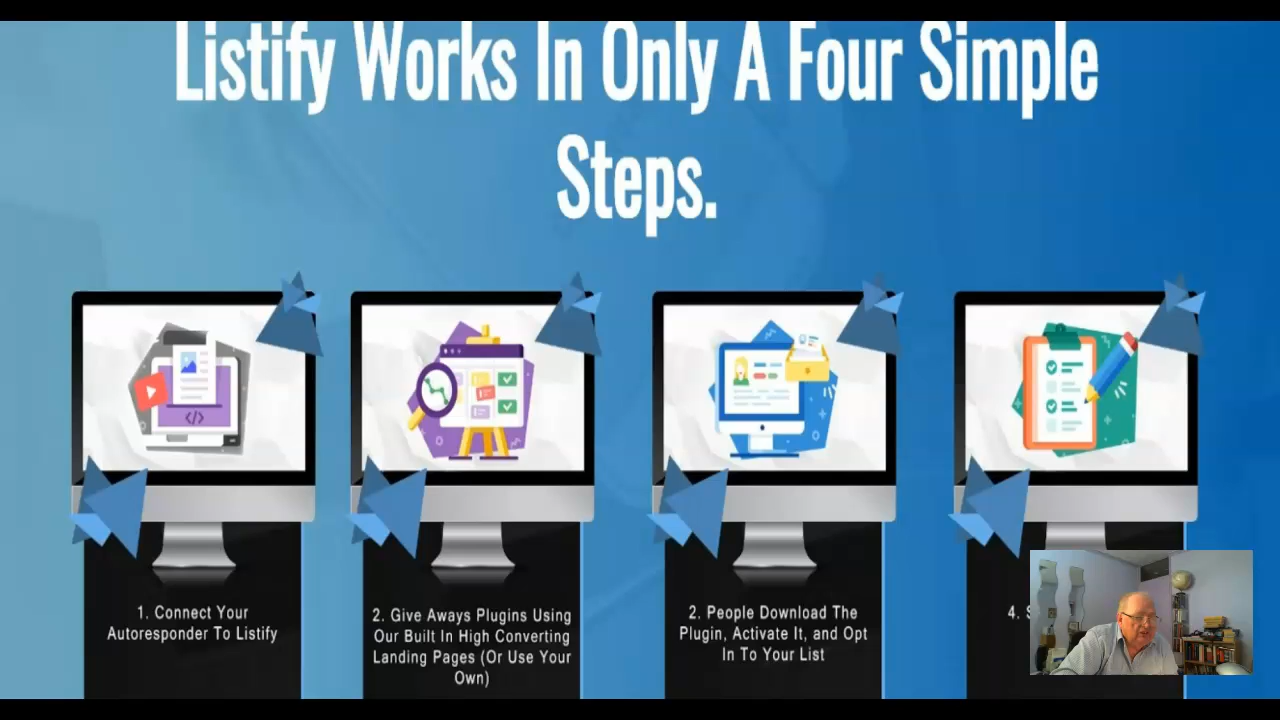 Listify Works In Only A Four Simple
Steps.
1. Connect Your
Autoresponder To Listify
2. Give Aways Plugins Using
Our Built In High Converting
Landing Pages (Or Use Your
Own)
2. People Download The
Plugin, Activate It, and Opt
In To Your List
4.